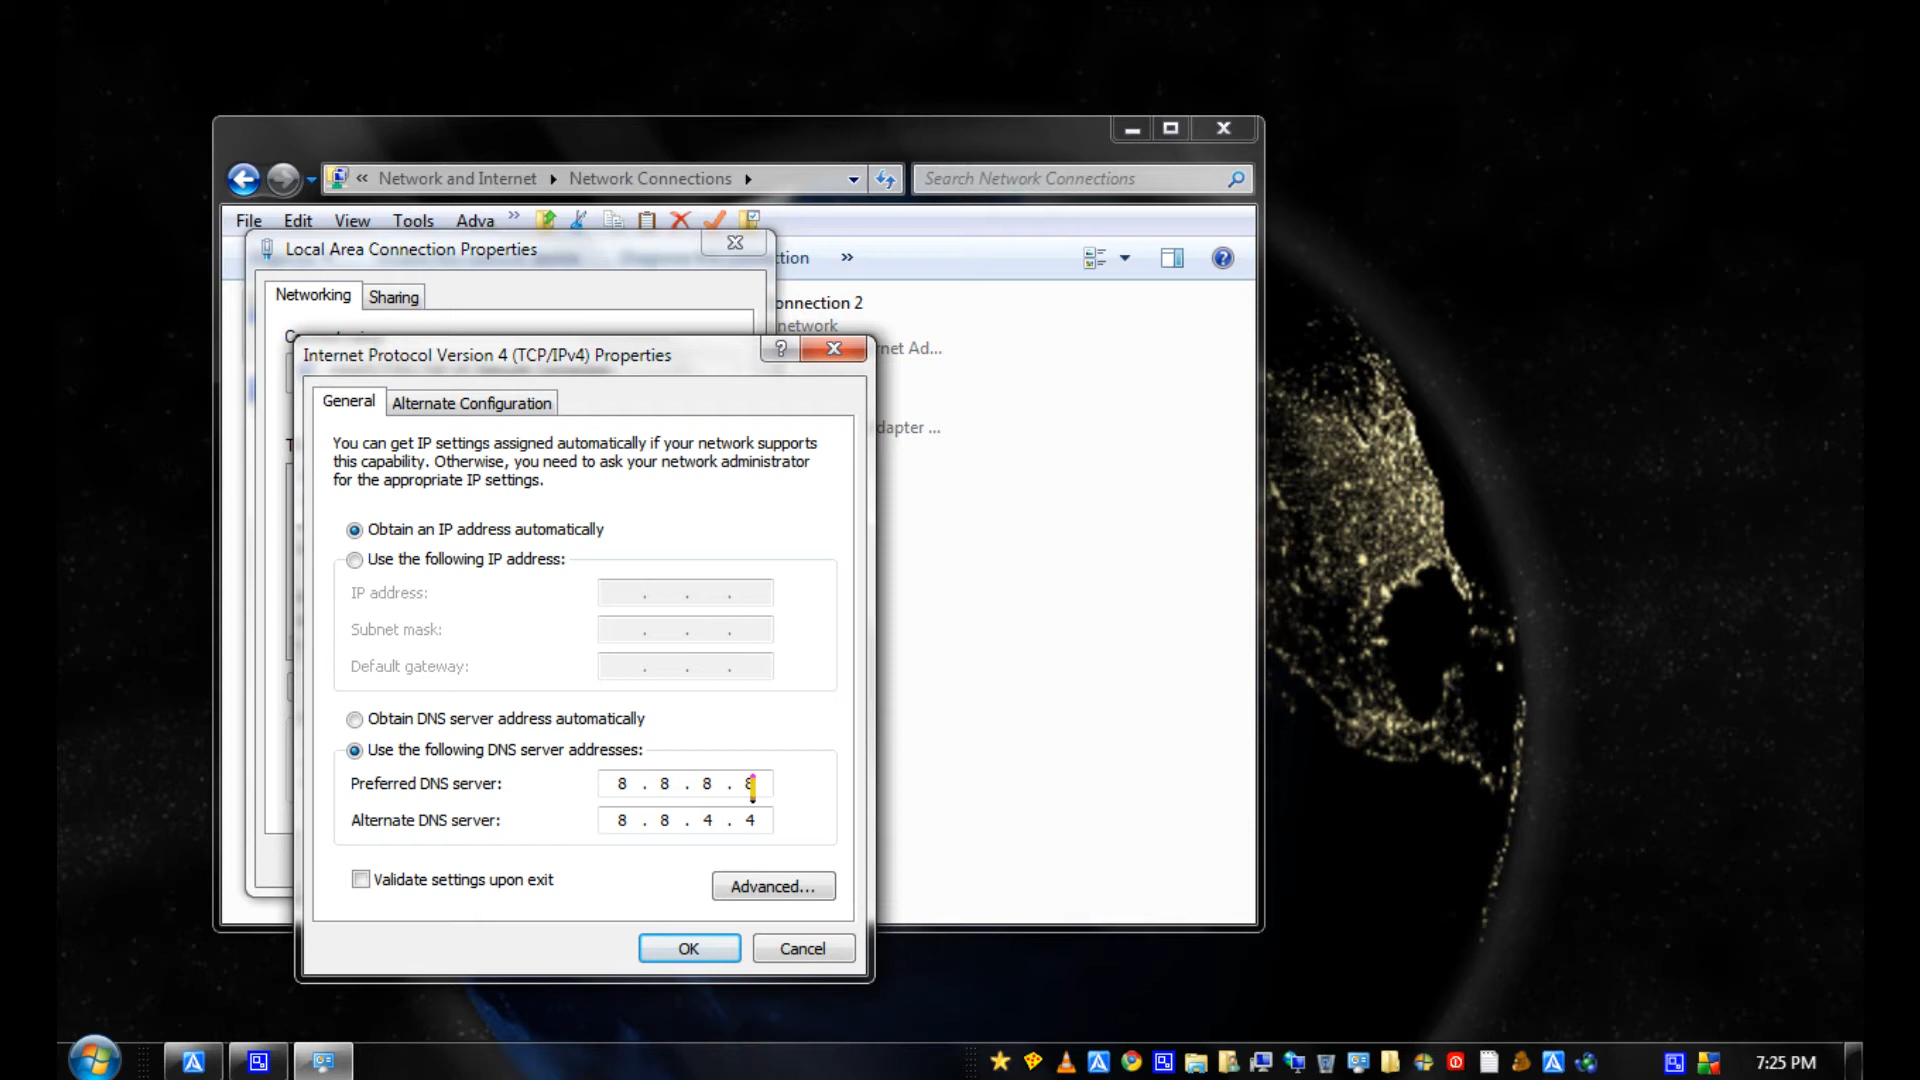 « Network and Internet ▸ Network Connections ▸
Search Network Connections
File Edit View Tools Adva »
Local Area Connection Properties
»
Networking
Sharing
onnection 2
network
Internet Protocol Version 4 (TCP/IPv4) Properties
?
net Ad...
General
Alternate Configuration
dapter ...
You can get IP settings assigned automatically if your network supports
this capability. Otherwise, you need to ask your network administrator
for the appropriate IP settings.
Obtain an IP address automatically
Use the following IP address:
IP address: . . .
Subnet mask: . . .
Default gateway: . . .
Obtain DNS server address automatically
Use the following DNS server addresses:
Preferred DNS server: 8 . 8 . 8 . 8
Alternate DNS server: 8 . 8 . 4 . 4
Validate settings upon exit
Advanced...
OK
Cancel
7:25 PM